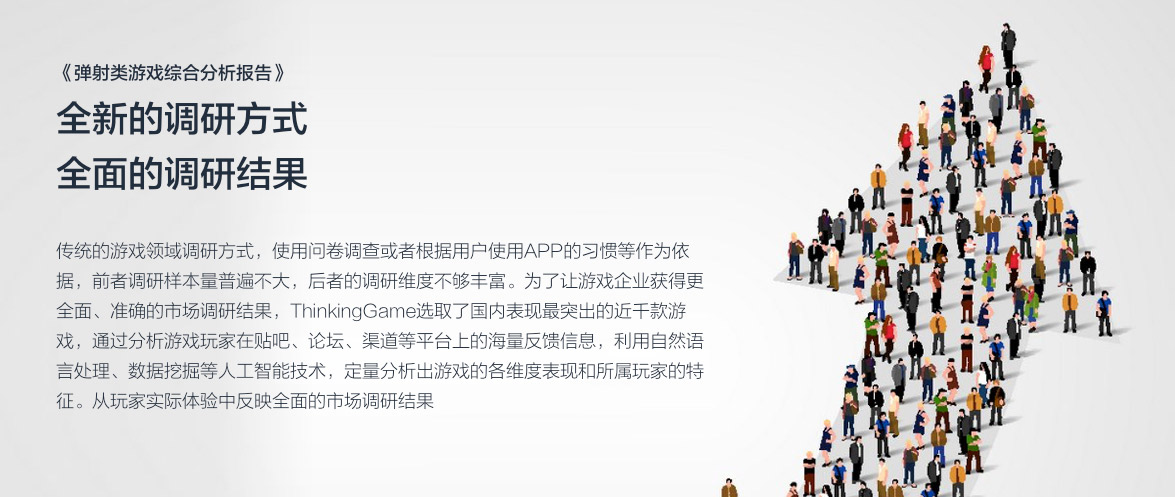 《弹射类游戏综合分析报告》
全新的调研方式
全面的调研结果
传统的游戏领域调研方式，使用问卷调查或者根据用户使用APP的习惯等作为依
据，前者调研样本量普遍不大，后者的调研维度不够丰富。为了让游戏企业获得更
全面、准确的市场调研结果，ThinkingGame选取了国内表现最突出的近千款游
戏，通过分析游戏玩家在贴吧、论坛、渠道等平台上的海量反馈信息，利用自然语
言处理、数据挖掘等人工智能技术，定量分析出游戏的各维度表现和所属玩家的特
征。从玩家实际体验中反映全面的市场调研结果